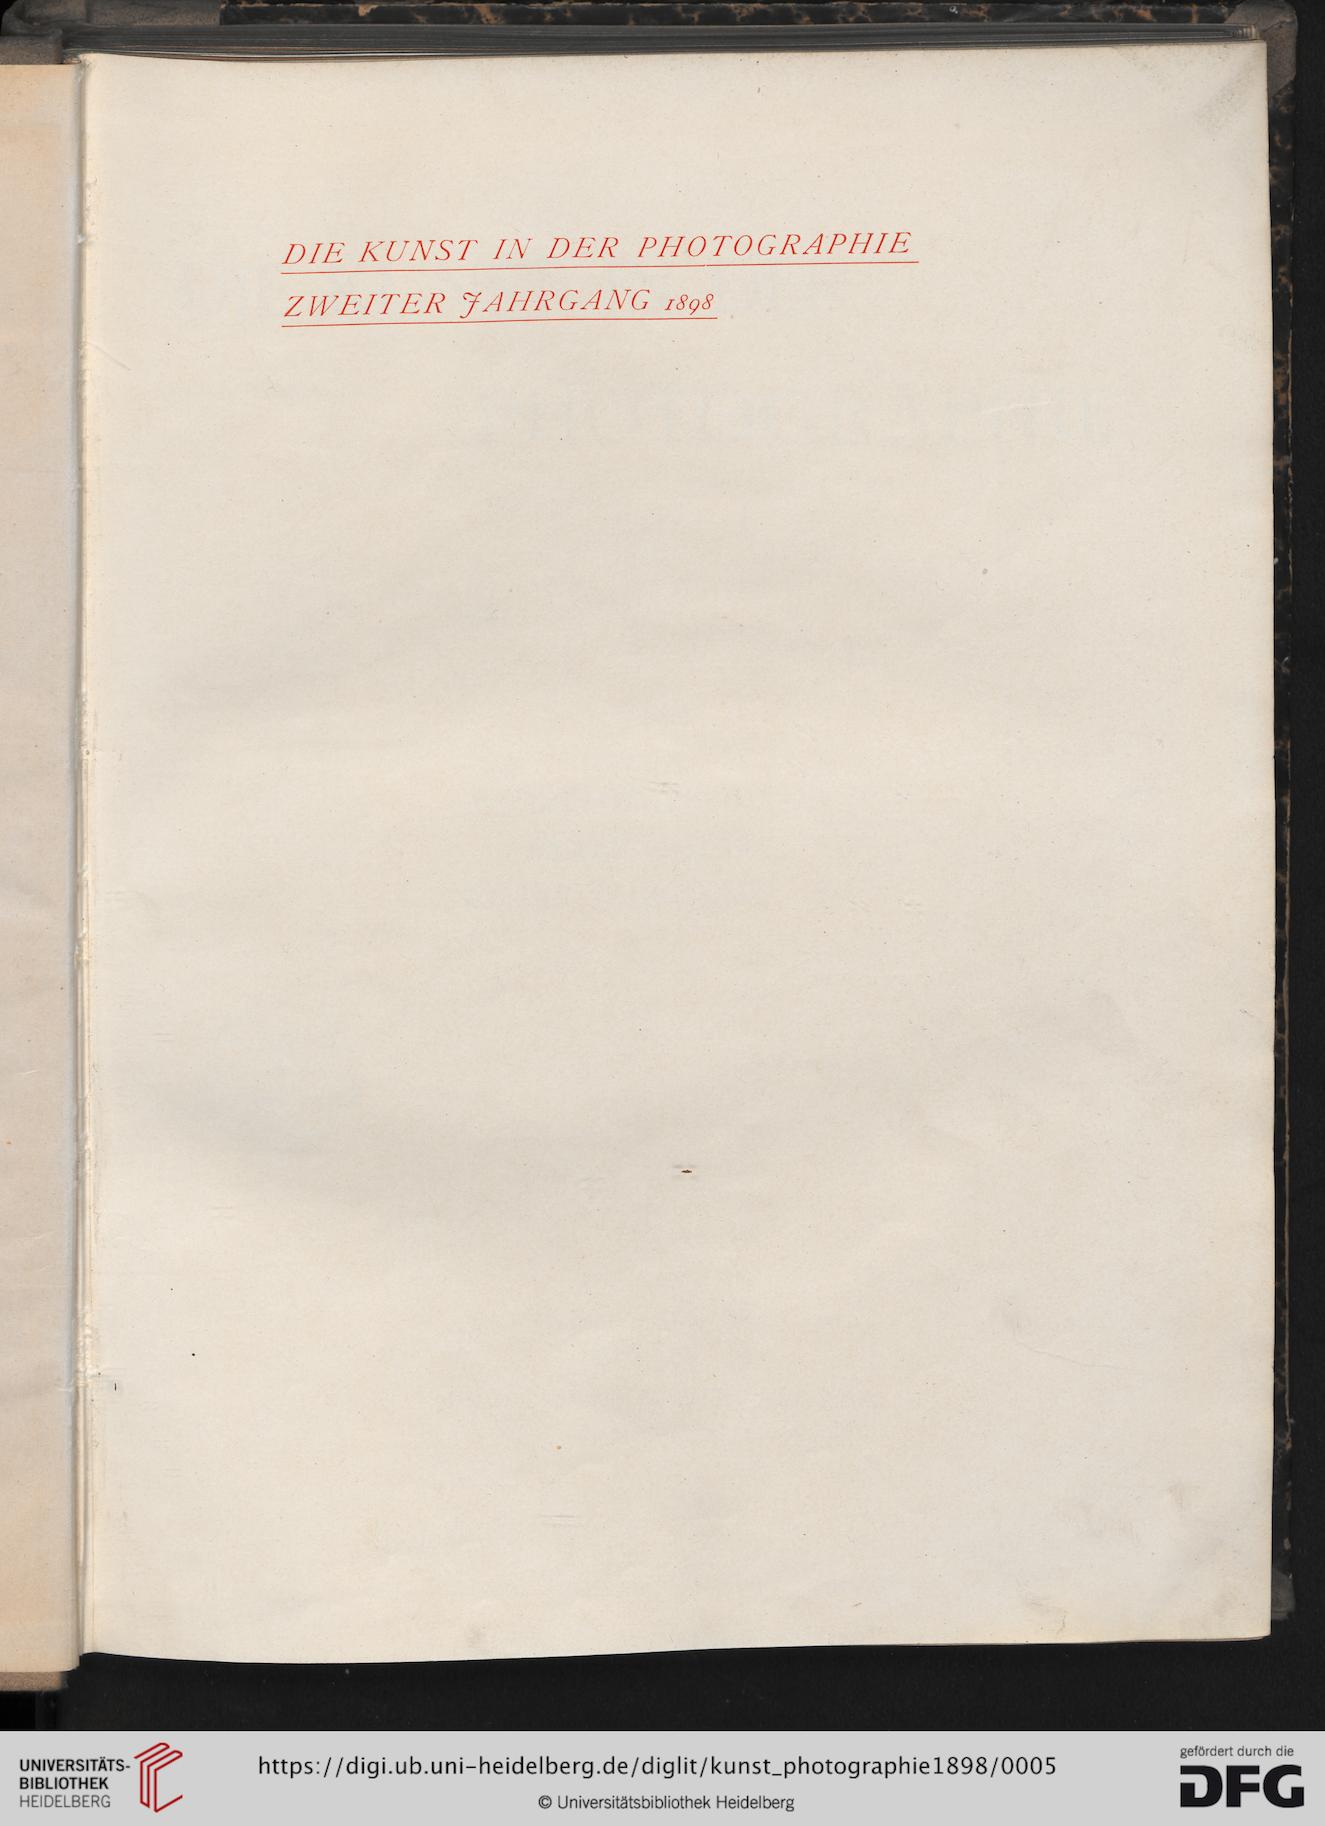 DIE KUNST IN DER PHOTOGRAPHIE
ZWEITER JAHRGANG 1898
UNIVERSITÄTS-
BIBLIOTHEK
HEIDELBERG
https://digi.ub.uni-heidelberg.de/diglit/kunst_photographie1898/0005
© Universitätsbibliothek Heidelberg
gefördert durch die
DFG